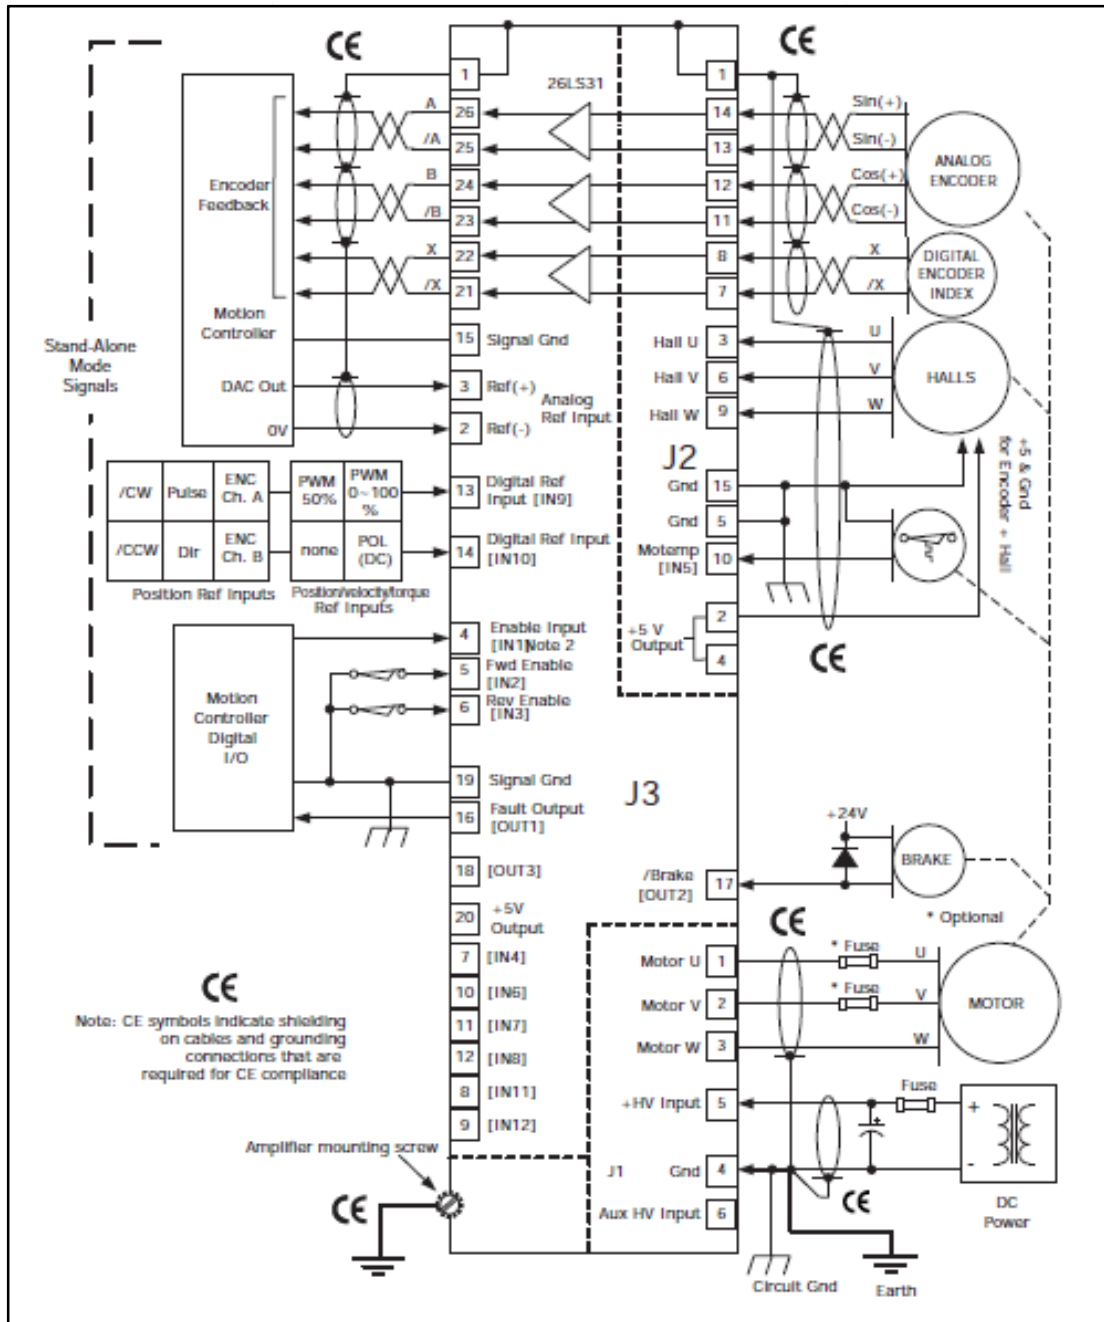 CE
CE
1
26LS31
1
A
26
14
Sin(+)
/A
25
13
Sin(-)
ANALOG
ENCODER
B
24
12
Cos(+)
Encoder
Feedback
/B
23
11
Cos(-)
X
22
8
X
DIGITAL
ENCODER
INDEX
/X
21
7
/X
Motion
Controller
15
Signal Gnd
Hall U
3
U
Stand-Alone
Mode
Signals
Hall V
6
V
HALLS
DAC Out
3
Ref(+)
Analog
Ref Input
Hall W
9
W
0V
2
Ref(-)
J2
+5 & Gnd
for Encoder + Hall
/CW
Pulse
ENC
Ch. A
PWM
50%
PWM
0~100
%
13
Digital Ref
Input [IN9]
Gnd
15
Gnd
5
/CCW
Dir
ENC
Ch. B
none
POL
(DC)
14
Digital Ref Input
[IN10]
Motemp
[IN5]
10
Position Ref Inputs
Position/velocity/torque
Ref Inputs
+5 V
Output
2
4
CE
4
Enable Input
[IN1]Note 2
5
Fwd Enable
[IN2]
6
Rev Enable
[IN3]
Motion
Controller
Digital
I/O
19
Signal Gnd
J3
16
Fault Output
[OUT1]
+24V
18
[OUT3]
/Brake
[OUT2]
17
BRAKE
20
+5V
Output
CE
* Optional
7
[IN4]
Motor U
1
* Fuse
U
CE
10
[IN6]
Motor V
2
* Fuse
V
MOTOR
Note: CE symbols indicate shielding
on cables and grounding
connections that are
required for CE compliance
11
[IN7]
Motor W
3
W
12
[IN8]
8
[IN11]
+HV Input
5
Fuse
+
-
9
[IN12]
Amplifier mounting screw
J1
Gnd
4
CE
DC
Power
CE
Aux HV Input
6
Circuit Gnd
Earth